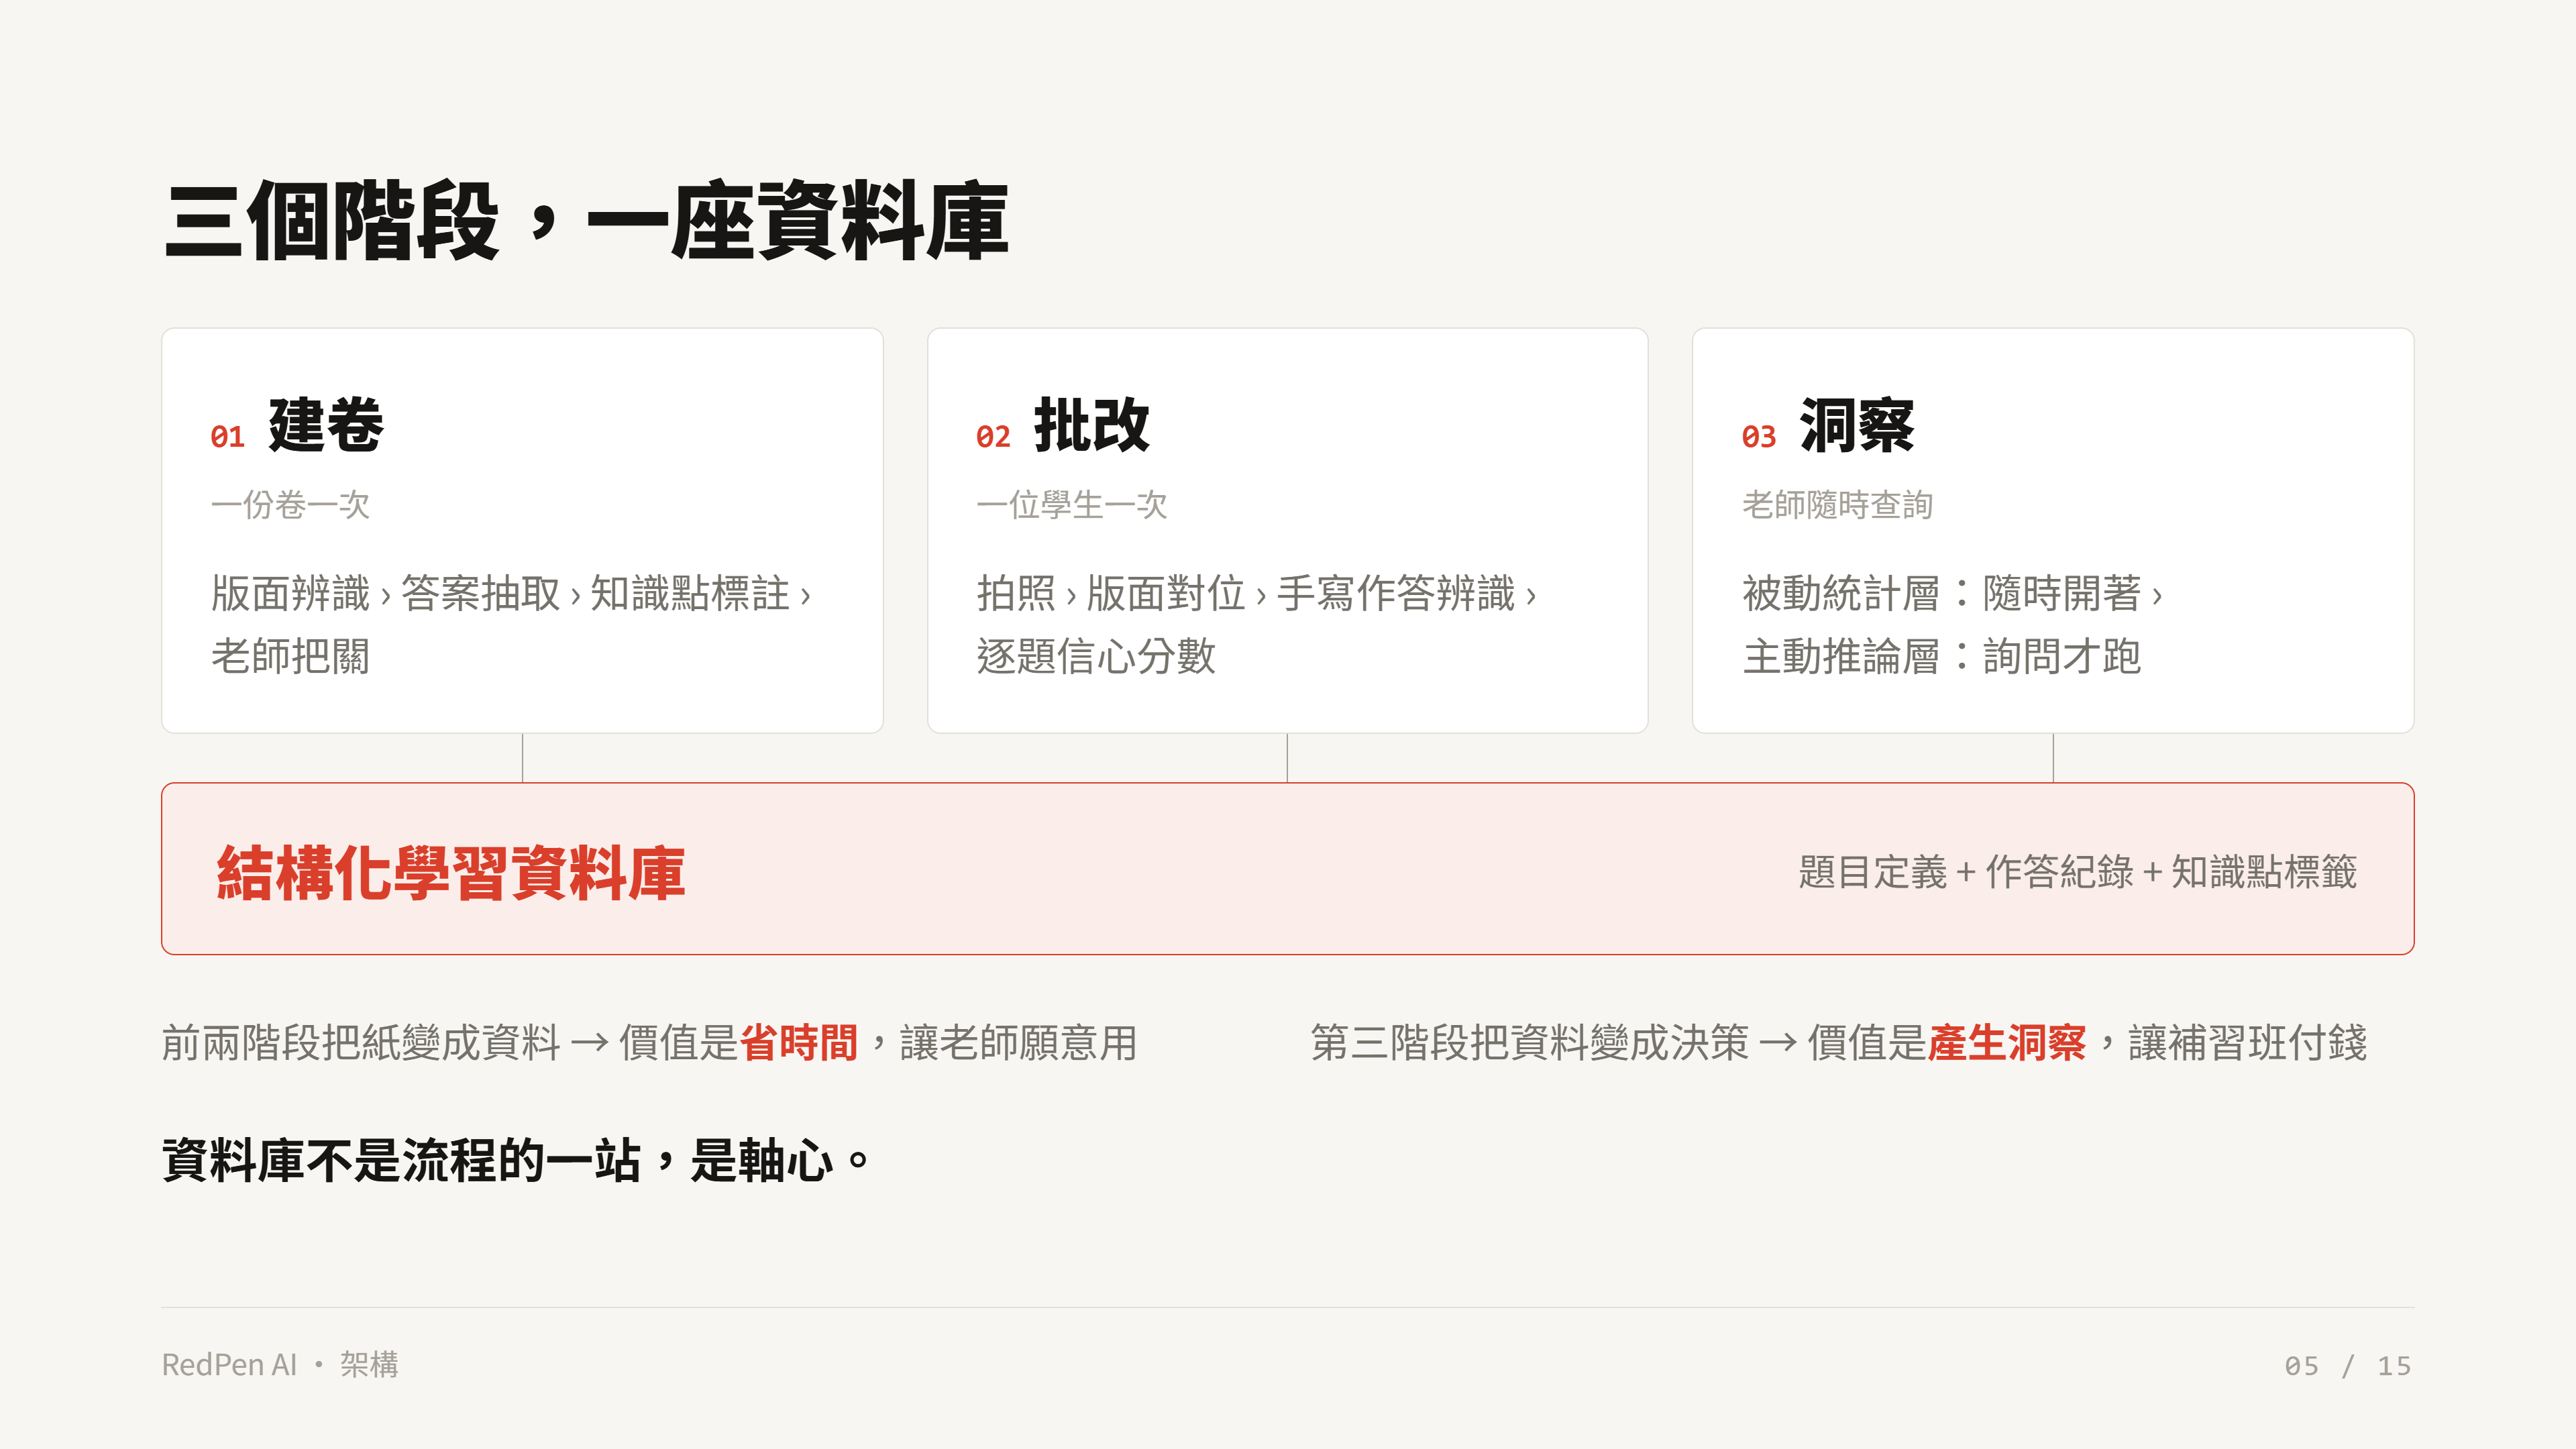 三個階段，一座資料庫
01 建卷
一份卷一次
版面辨識 › 答案抽取 › 知識點標註 ›
老師把關
02 批改
一位學生一次
拍照 › 版面對位 › 手寫作答辨識 ›
逐題信心分數
03 洞察
老師隨時查詢
被動統計層：隨時開著 ›
主動推論層：詢問才跑
結構化學習資料庫
題目定義 + 作答紀錄 + 知識點標籤
前兩階段把紙變成資料 → 價值是省時間，讓老師願意用
第三階段把資料變成決策 → 價值是產生洞察，讓補習班付錢
資料庫不是流程的一站，是軸心。
RedPen AI · 架構
05 / 15